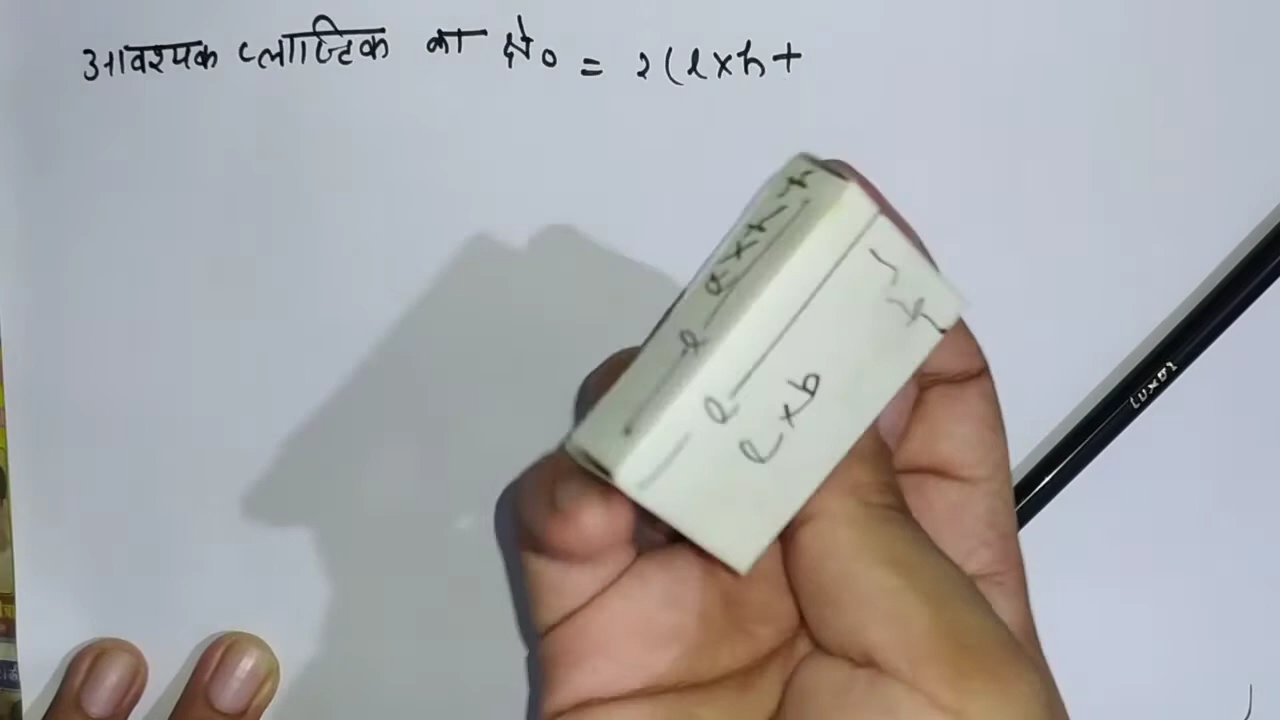 आवश्यक प्लास्टिक का क्षे० = 2(l×h+
l×h
l
l
l×b
LUXOR